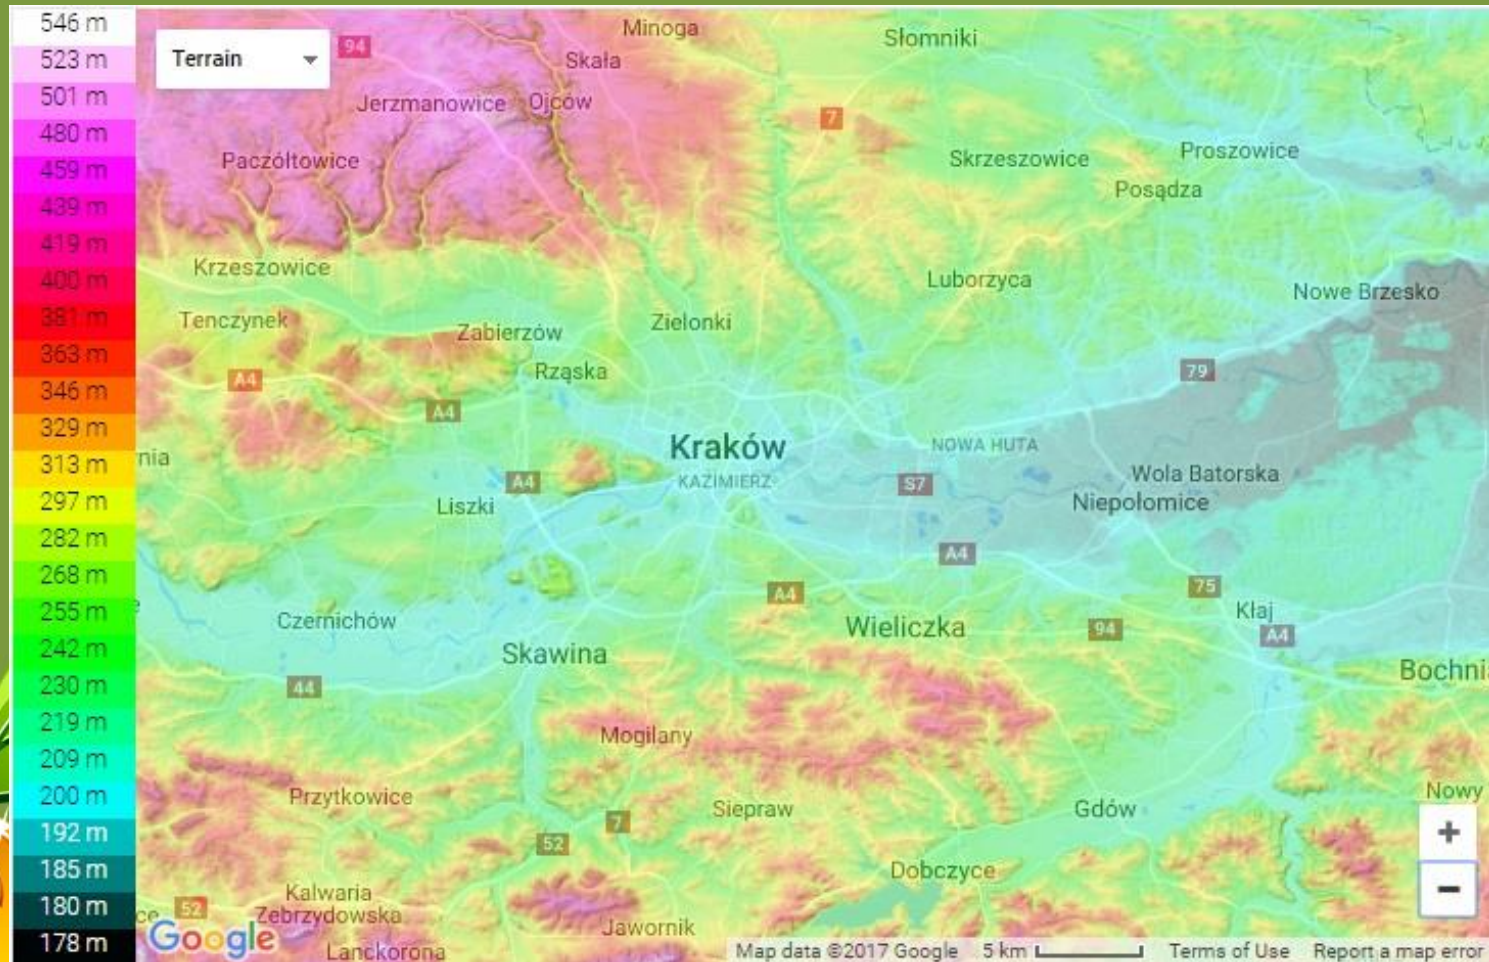 546 m
523 m
501 m
480 m
459 m
439 m
419 m
400 m
381 m
363 m
346 m
329 m
313 m
297 m
282 m
268 m
255 m
242 m
230 m
219 m
209 m
200 m
192 m
185 m
180 m
178 m
Terrain
94
Minoga
Słomniki
Skała
Jerzmanowice
Ojców
7
Paczółtowice
Skrzeszowice
Proszowice
Posądza
Krzeszowice
Luborzyca
Nowe Brzesko
Tenczynek
Zabierzów
Zielonki
Rząska
79
A4
A4
Kraków
NOWA HUTA
nia
KAZIMIERZ
A4
S7
Wola Batorska
Liszki
Niepołomice
A4
75
A4
Czernichów
Wieliczka
94
Kłaj
A4
Skawina
Bochni
44
Mogilany
Przytkowice
Siepraw
Gdów
Nowy
7
52
+
Dobczyce
−
Kalwaria
Zebrzydowska
52
ce
Jawornik
Lanckorona
Google
Map data ©2017 Google 5 km Terms of Use Report a map error